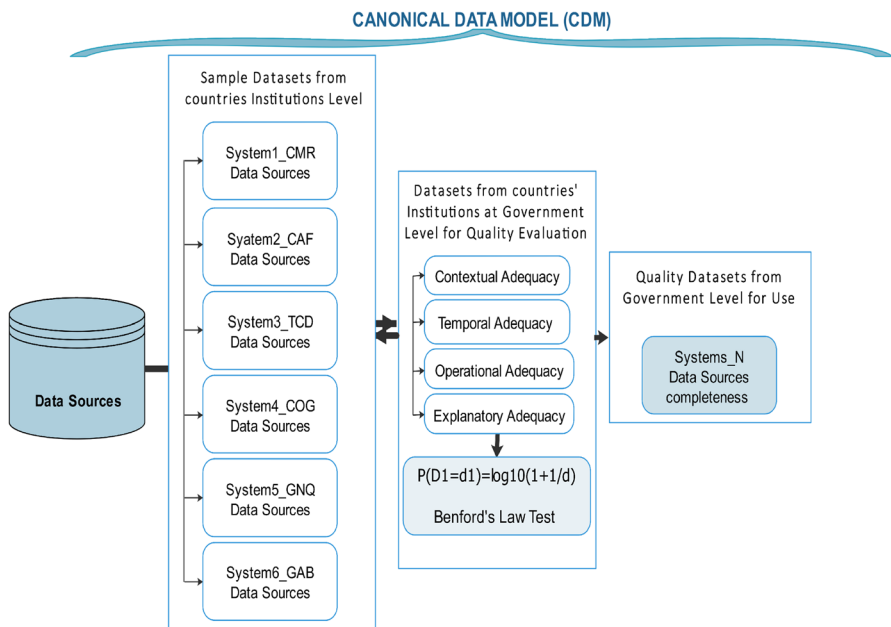 CANONICAL DATA MODEL (CDM)
Sample Datasets from
countries Institutions Level
System1_CMR
Data Sources
Syatem2_CAF
Data Sources
System3_TCD
Data Sources
System4_COG
Data Sources
System5_GNQ
Data Sources
System6_GAB
Data Sources
Data Sources
Datasets from countries'
Institutions at Government
Level for Quality Evaluation
Contextual Adequacy
Temporal Adequacy
Operational Adequacy
Explanatory Adequacy
P(D1=d1)=log10(1+1/d)
Benford's Law Test
Quality Datasets from
Government Level for Use
Systems_N
Data Sources
completeness